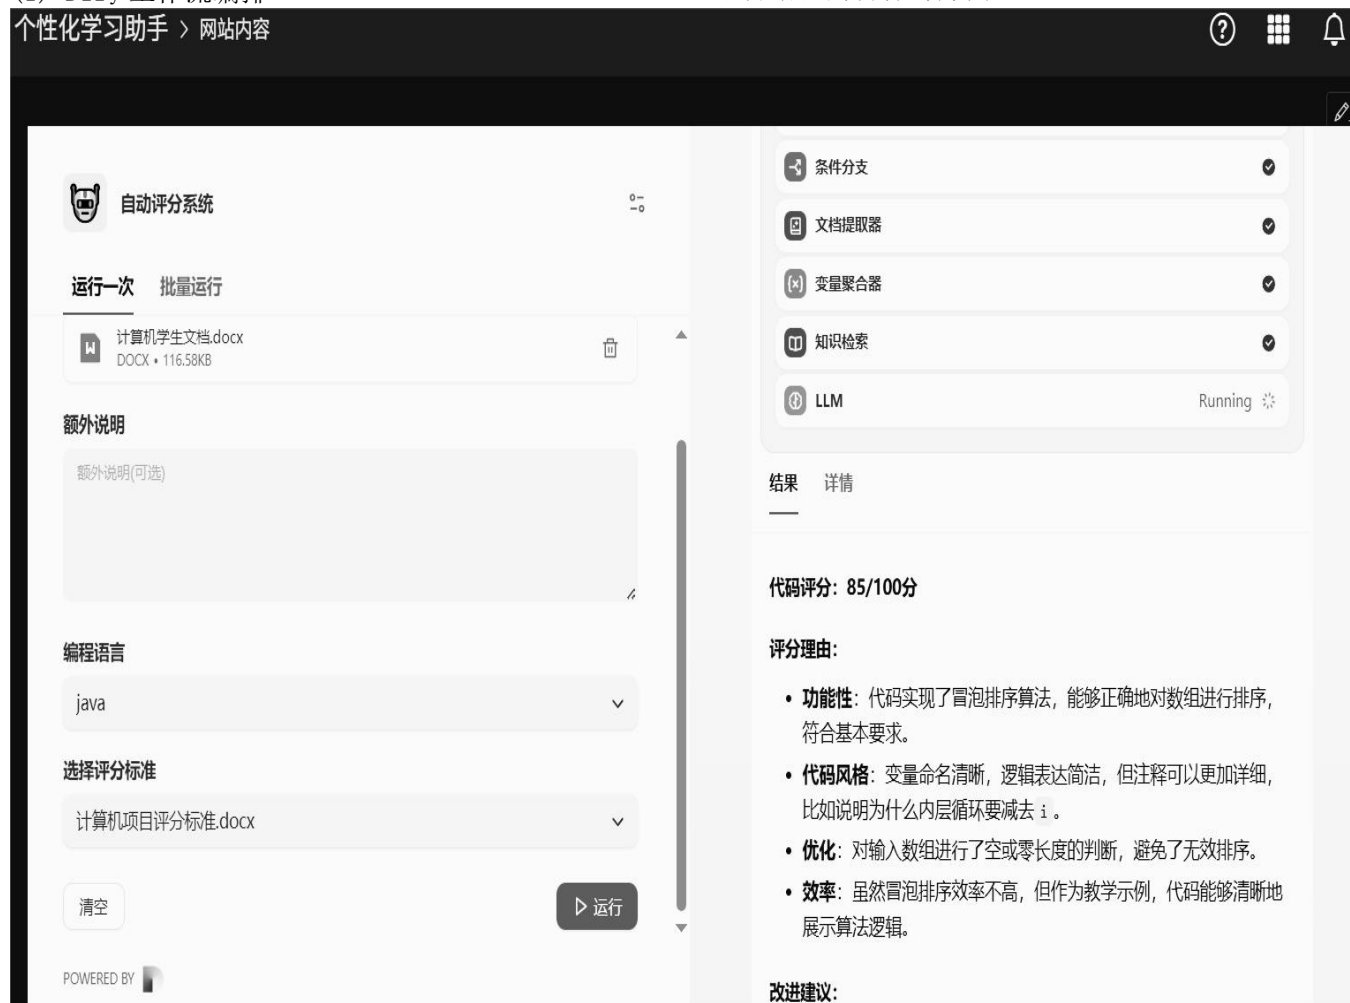 个性化学习助手 > 网站内容
自动评分系统
运行一次 批量运行
计算机学生文档.docx
DOCX • 116.58KB
额外说明
额外说明(可选)
编程语言
java
选择评分标准
计算机项目评分标准.docx
清空
运行
POWERED BY
条件分支
文档提取器
变量聚合器
知识检索
LLM Running
结果 详情
代码评分：85/100分
评分理由：
• 功能性：代码实现了冒泡排序算法，能够正确地对数组进行排序，
符合基本要求。
• 代码风格：变量命名清晰，逻辑表达简洁，但注释可以更加详细，
比如说明为什么内层循环要减去 i 。
• 优化：对输入数组进行了空或零长度的判断，避免了无效排序。
• 效率：虽然冒泡排序效率不高，但作为教学示例，代码能够清晰地
展示算法逻辑。
改进建议：